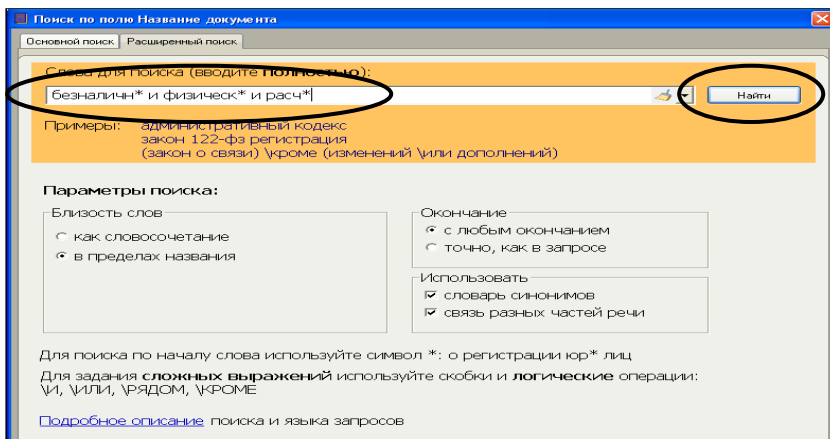 Поиск по полю Название документа
Основной поиск Расширенный поиск
Слова для поиска (вводите полностью):
безналичн* и физическ* и расч*
Найти
Примеры: административный кодекс
закон 122-фз регистрация
(закон о связи) \кроме (изменений \или дополнений)
Параметры поиска:
Близость слов
как словосочетание
в пределах названия
Окончание
с любым окончанием
точно, как в запросе
Использовать
словарь синонимов
связь разных частей речи
Для поиска по началу слова используйте символ *: о регистрации юр* лиц
Для задания сложных выражений используйте скобки и логические операции:
\И, \ИЛИ, \РЯДОМ, \КРОМЕ
Подробное описание поиска и языка запросов